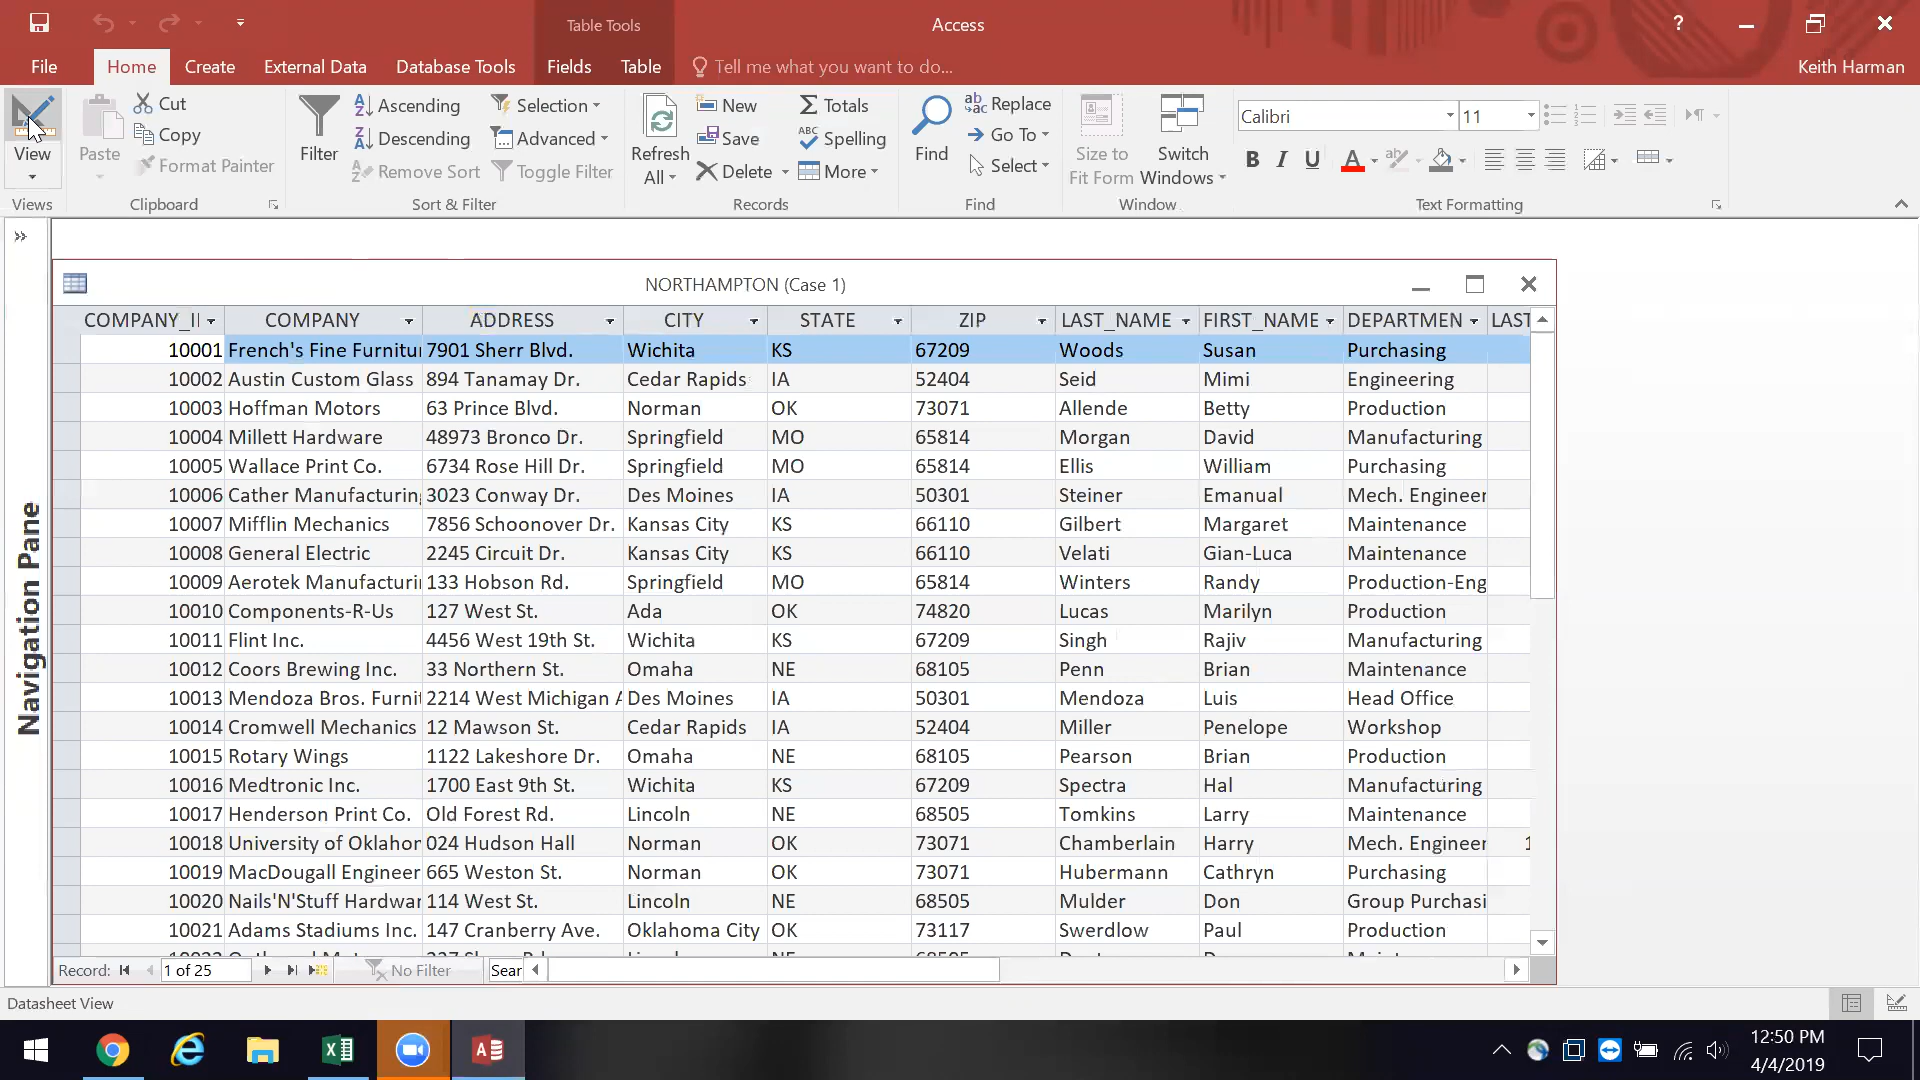 Table Tools
Access
?
Keith Harman
File
Home
Create
External Data
Database Tools
Fields
Table
Tell me what you want to do...
View
Views
Paste
Cut
Copy
Format Painter
Clipboard
Filter
Ascending
Descending
Remove Sort
Selection
Advanced
Toggle Filter
Sort & Filter
Refresh
All
New
Save
Delete
Totals
Spelling
More
Records
Find
Replace
Go To
Select
Find
Size to
Fit Form
Switch
Windows
Window
Calibri
11
B I U A
Text Formatting
Navigation Pane
NORTHAMPTON (Case 1)
COMPANY_II COMPANY ADDRESS CITY STATE ZIP LAST_NAME FIRST_NAME DEPARTMEN LAST
10001 French's Fine Furnitur 7901 Sherr Blvd. Wichita KS 67209 Woods Susan Purchasing
10002 Austin Custom Glass 894 Tanamay Dr. Cedar Rapids IA 52404 Seid Mimi Engineering
10003 Hoffman Motors 63 Prince Blvd. Norman OK 73071 Allende Betty Production
10004 Millett Hardware 48973 Bronco Dr. Springfield MO 65814 Morgan David Manufacturing
10005 Wallace Print Co. 6734 Rose Hill Dr. Springfield MO 65814 Ellis William Purchasing
10006 Cather Manufacturing 3023 Conway Dr. Des Moines IA 50301 Steiner Emanual Mech. Engineer
10007 Mifflin Mechanics 7856 Schoonover Dr. Kansas City KS 66110 Gilbert Margaret Maintenance
10008 General Electric 2245 Circuit Dr. Kansas City KS 66110 Velati Gian-Luca Maintenance
10009 Aerotek Manufacturi 133 Hobson Rd. Springfield MO 65814 Winters Randy Production-Eng
10010 Components-R-Us 127 West St. Ada OK 74820 Lucas Marilyn Production
10011 Flint Inc. 4456 West 19th St. Wichita KS 67209 Singh Rajiv Manufacturing
10012 Coors Brewing Inc. 33 Northern St. Omaha NE 68105 Penn Brian Maintenance
10013 Mendoza Bros. Furnit 2214 West Michigan A Des Moines IA 50301 Mendoza Luis Head Office
10014 Cromwell Mechanics 12 Mawson St. Cedar Rapids IA 52404 Miller Penelope Workshop
10015 Rotary Wings 1122 Lakeshore Dr. Omaha NE 68105 Pearson Brian Production
10016 Medtronic Inc. 1700 East 9th St. Wichita KS 67209 Spectra Hal Manufacturing
10017 Henderson Print Co. Old Forest Rd. Lincoln NE 68505 Tomkins Larry Maintenance
10018 University of Oklahor 024 Hudson Hall Norman OK 73071 Chamberlain Harry Mech. Engineer 1
10019 MacDougall Engineer 665 Weston St. Norman OK 73071 Hubermann Cathryn Purchasing
10020 Nails'N'Stuff Hardwar 114 West St. Lincoln NE 68505 Mulder Don Group Purchasi
10021 Adams Stadiums Inc. 147 Cranberry Ave. Oklahoma City OK 73117 Swerdlow Paul Production
Record: 1 of 25 No Filter Sear
Datasheet View
12:50 PM
4/4/2019